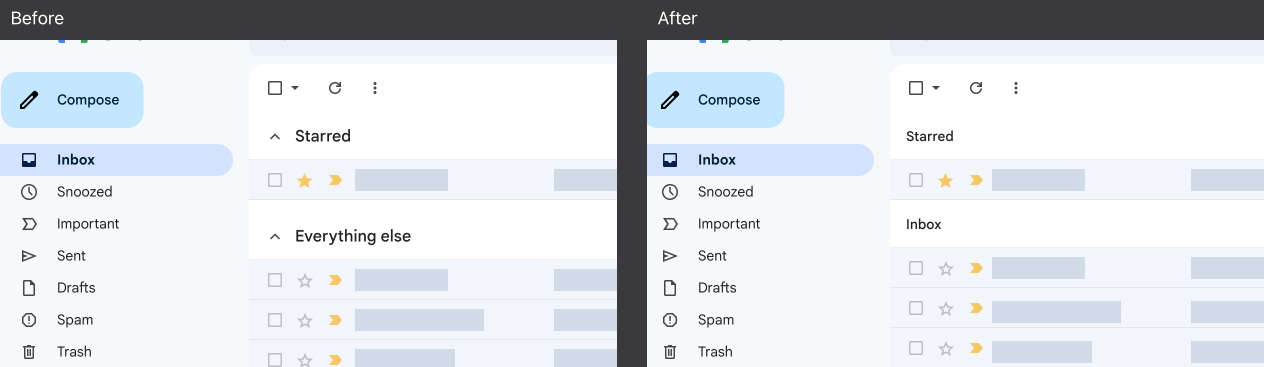 Before
Compose
Inbox
Snoozed
Important
Sent
Drafts
Spam
Trash
Starred
Everything else
After
Compose
Inbox
Snoozed
Important
Sent
Drafts
Spam
Trash
Starred
Inbox